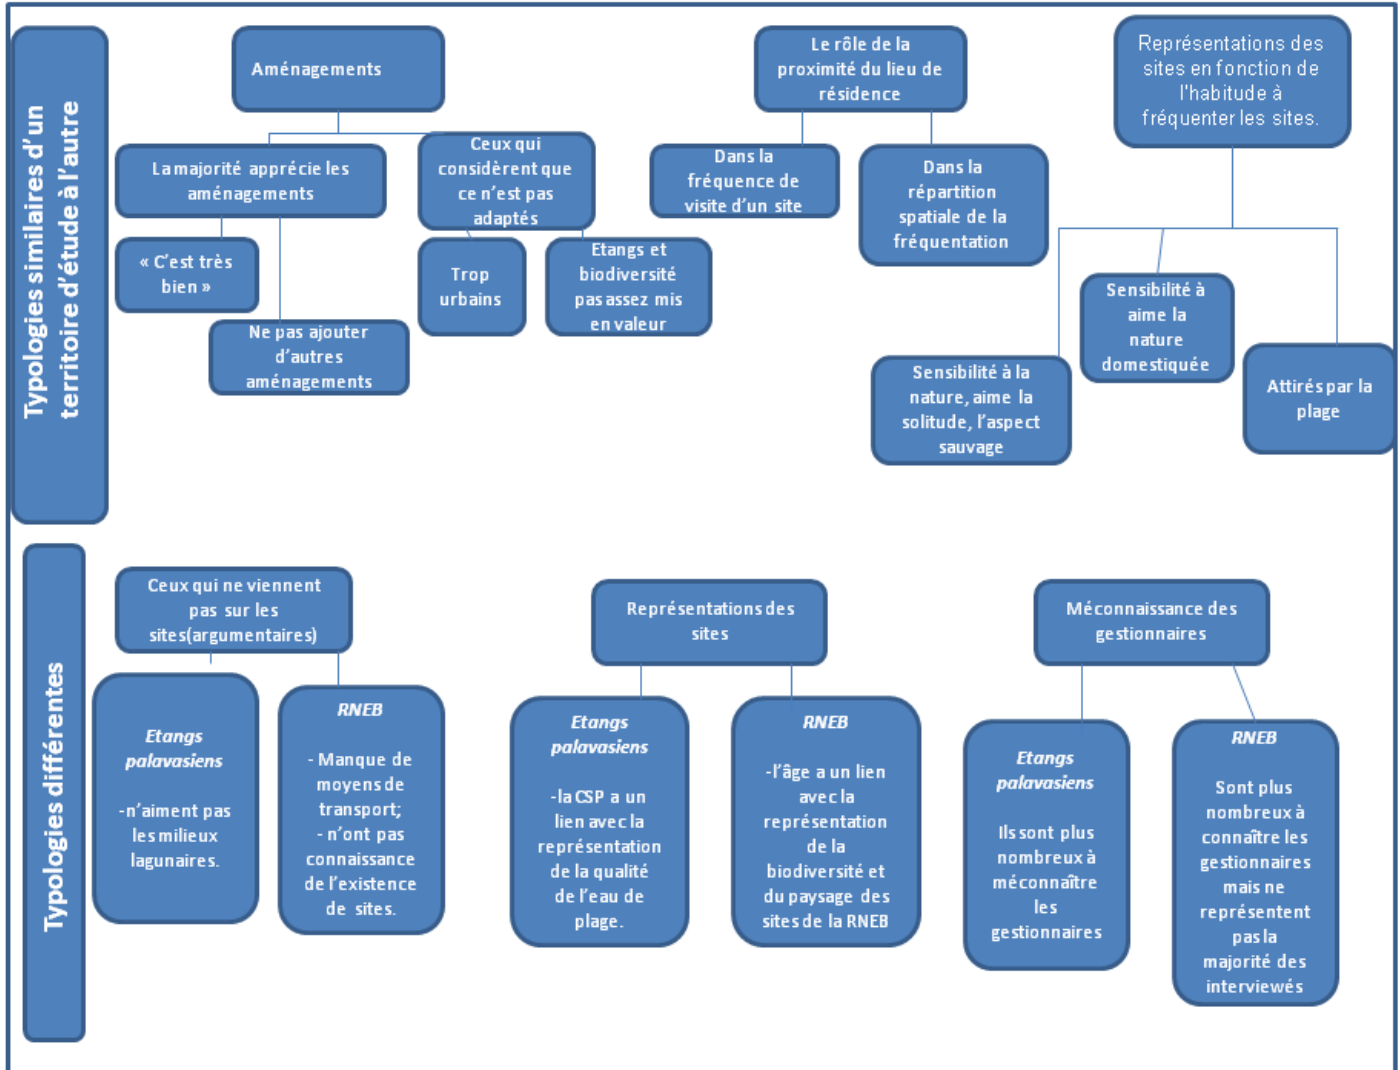 Typologies similaires d’un
territoire d’étude à l’autre
Aménagements
La majorité apprécie les
aménagements
« C’est très
bien »
Ne pas ajouter
d’autres
aménagements
Ceux qui
considèrent que
ce n’est pas
adaptés
Trop
urbains
Etangs et
biodiversité
pas assez mis
en valeur
Le rôle de la
proximité du lieu de
résidence
Dans la
fréquence de
visite d’un site
Dans la
répartition
spatiale de la
fréquentation
Représentations des
sites en fonction de
l'habitude à
fréquenter les sites.
Sensibilité à la
nature, aime la
solitude, l’aspect
sauvage
Sensibilité à
aime la
nature
domestiquée
Attirés par la
plage
Typologies différentes
Ceux qui ne viennent
pas sur les
sites(argumentaires)
Etangs
palavasiens
-n’aiment pas
les milieux
lagunaires.
RNEB
- Manque de
moyens de
transport;
- n’ont pas
connaissance
de l’existence
de sites.
Représentations des
sites
Etangs
palavasiens
-la CSP a un
lien avec la
représentation
de la qualité
de l’eau de
plage.
RNEB
-l’âge a un lien
avec la
représentation
de la
biodiversité et
du paysage des
sites de la RNEB
Méconnaissance des
gestionnaires
Etangs
palavasiens
Ils sont plus
nombreux à
méconnaître
les
gestionnaires
RNEB
Sont plus
nombreux à
connaître les
gestionnaires
mais ne
représentent
pas la
majorité des
interviewés